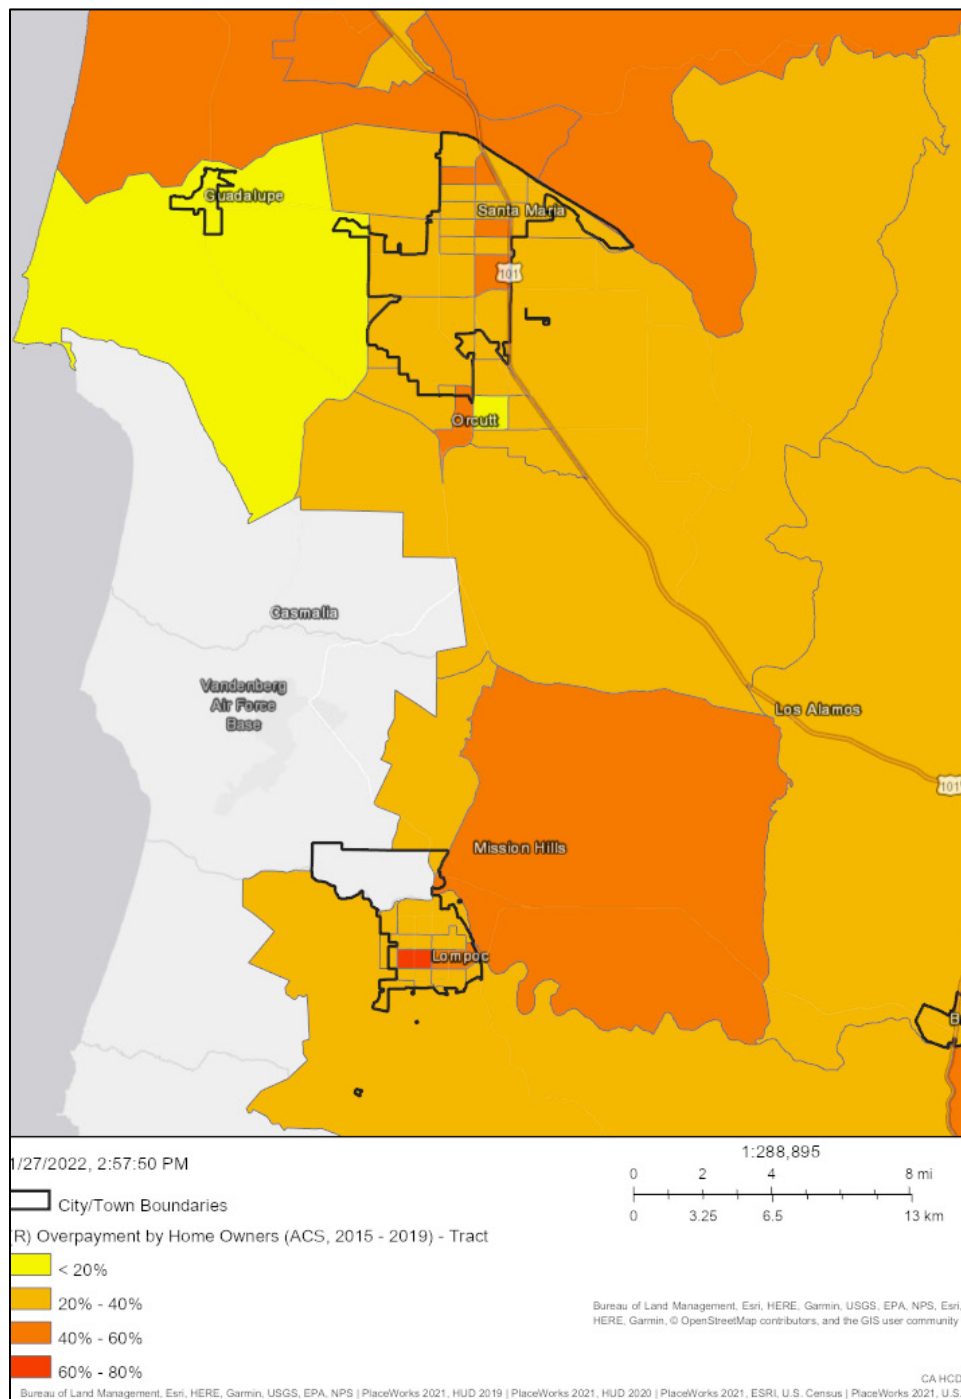 Guadalupe
Santa Maria
101
Orcutt
Casmalia
Vandenberg
Air Force
Base
Los Alamos
101
Mission Hills
Lompoc
B
1/27/2022, 2:57:50 PM
1:288,895
0 2 4 8 mi
0 3.25 6.5 13 km
City/Town Boundaries
R) Overpayment by Home Owners (ACS, 2015 - 2019) - Tract
< 20%
20% - 40%
40% - 60%
60% - 80%
Bureau of Land Management, Esri, HERE, Garmin, USGS, EPA, NPS, Esri,
HERE, Garmin, © OpenStreetMap contributors, and the GIS user community
CA HCD
Bureau of Land Management, Esri, HERE, Garmin, USGS, EPA, NPS | PlaceWorks 2021, HUD 2019 | PlaceWorks 2021, HUD 2020 | PlaceWorks 2021, ESRI, U.S. Census | PlaceWorks 2021, U.S.